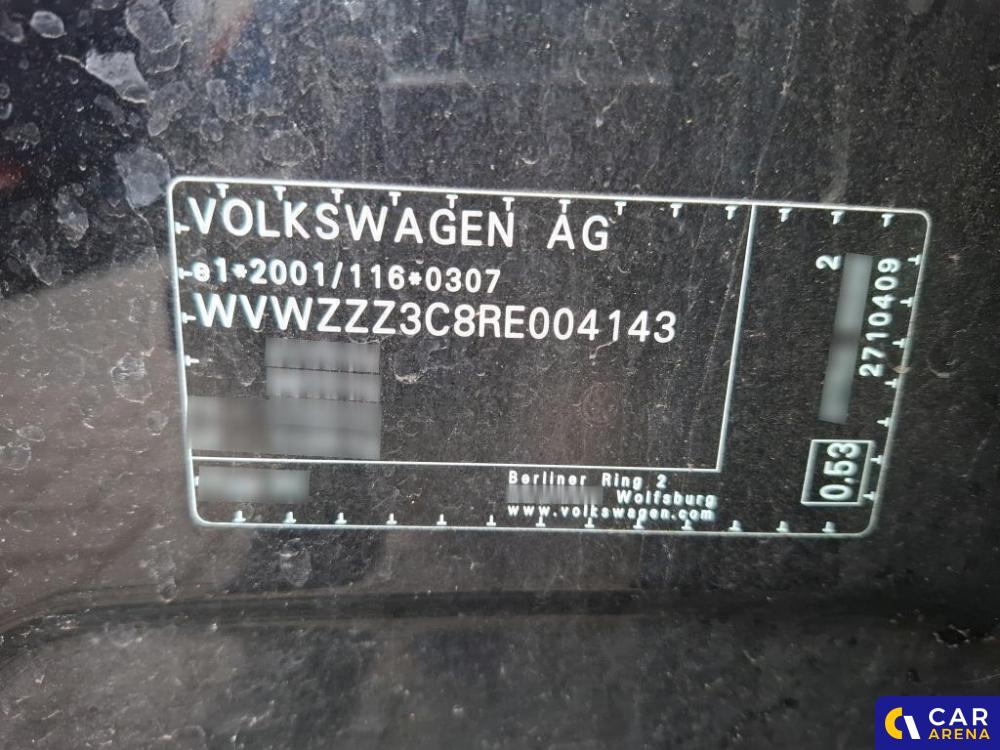 VOLKSWAGEN AG
e1*2001/116*0307
WVWZZZ3C8RE004143
Berliner Ring 2
Wolfsburg
www.volkswagen.com
2
2710409
0.53
CAR
ARENA